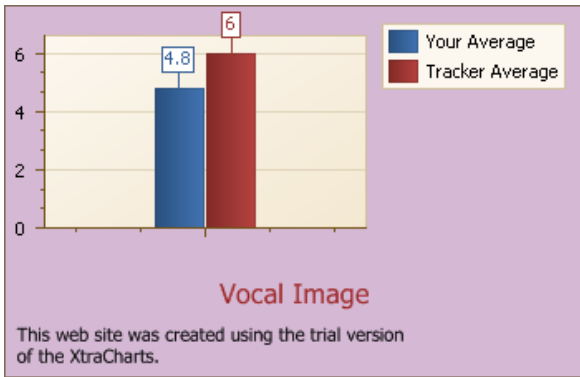 6
4.8
6
Your Average
Tracker Average
4
2
0
Vocal Image
This web site was created using the trial version
of the XtraCharts.